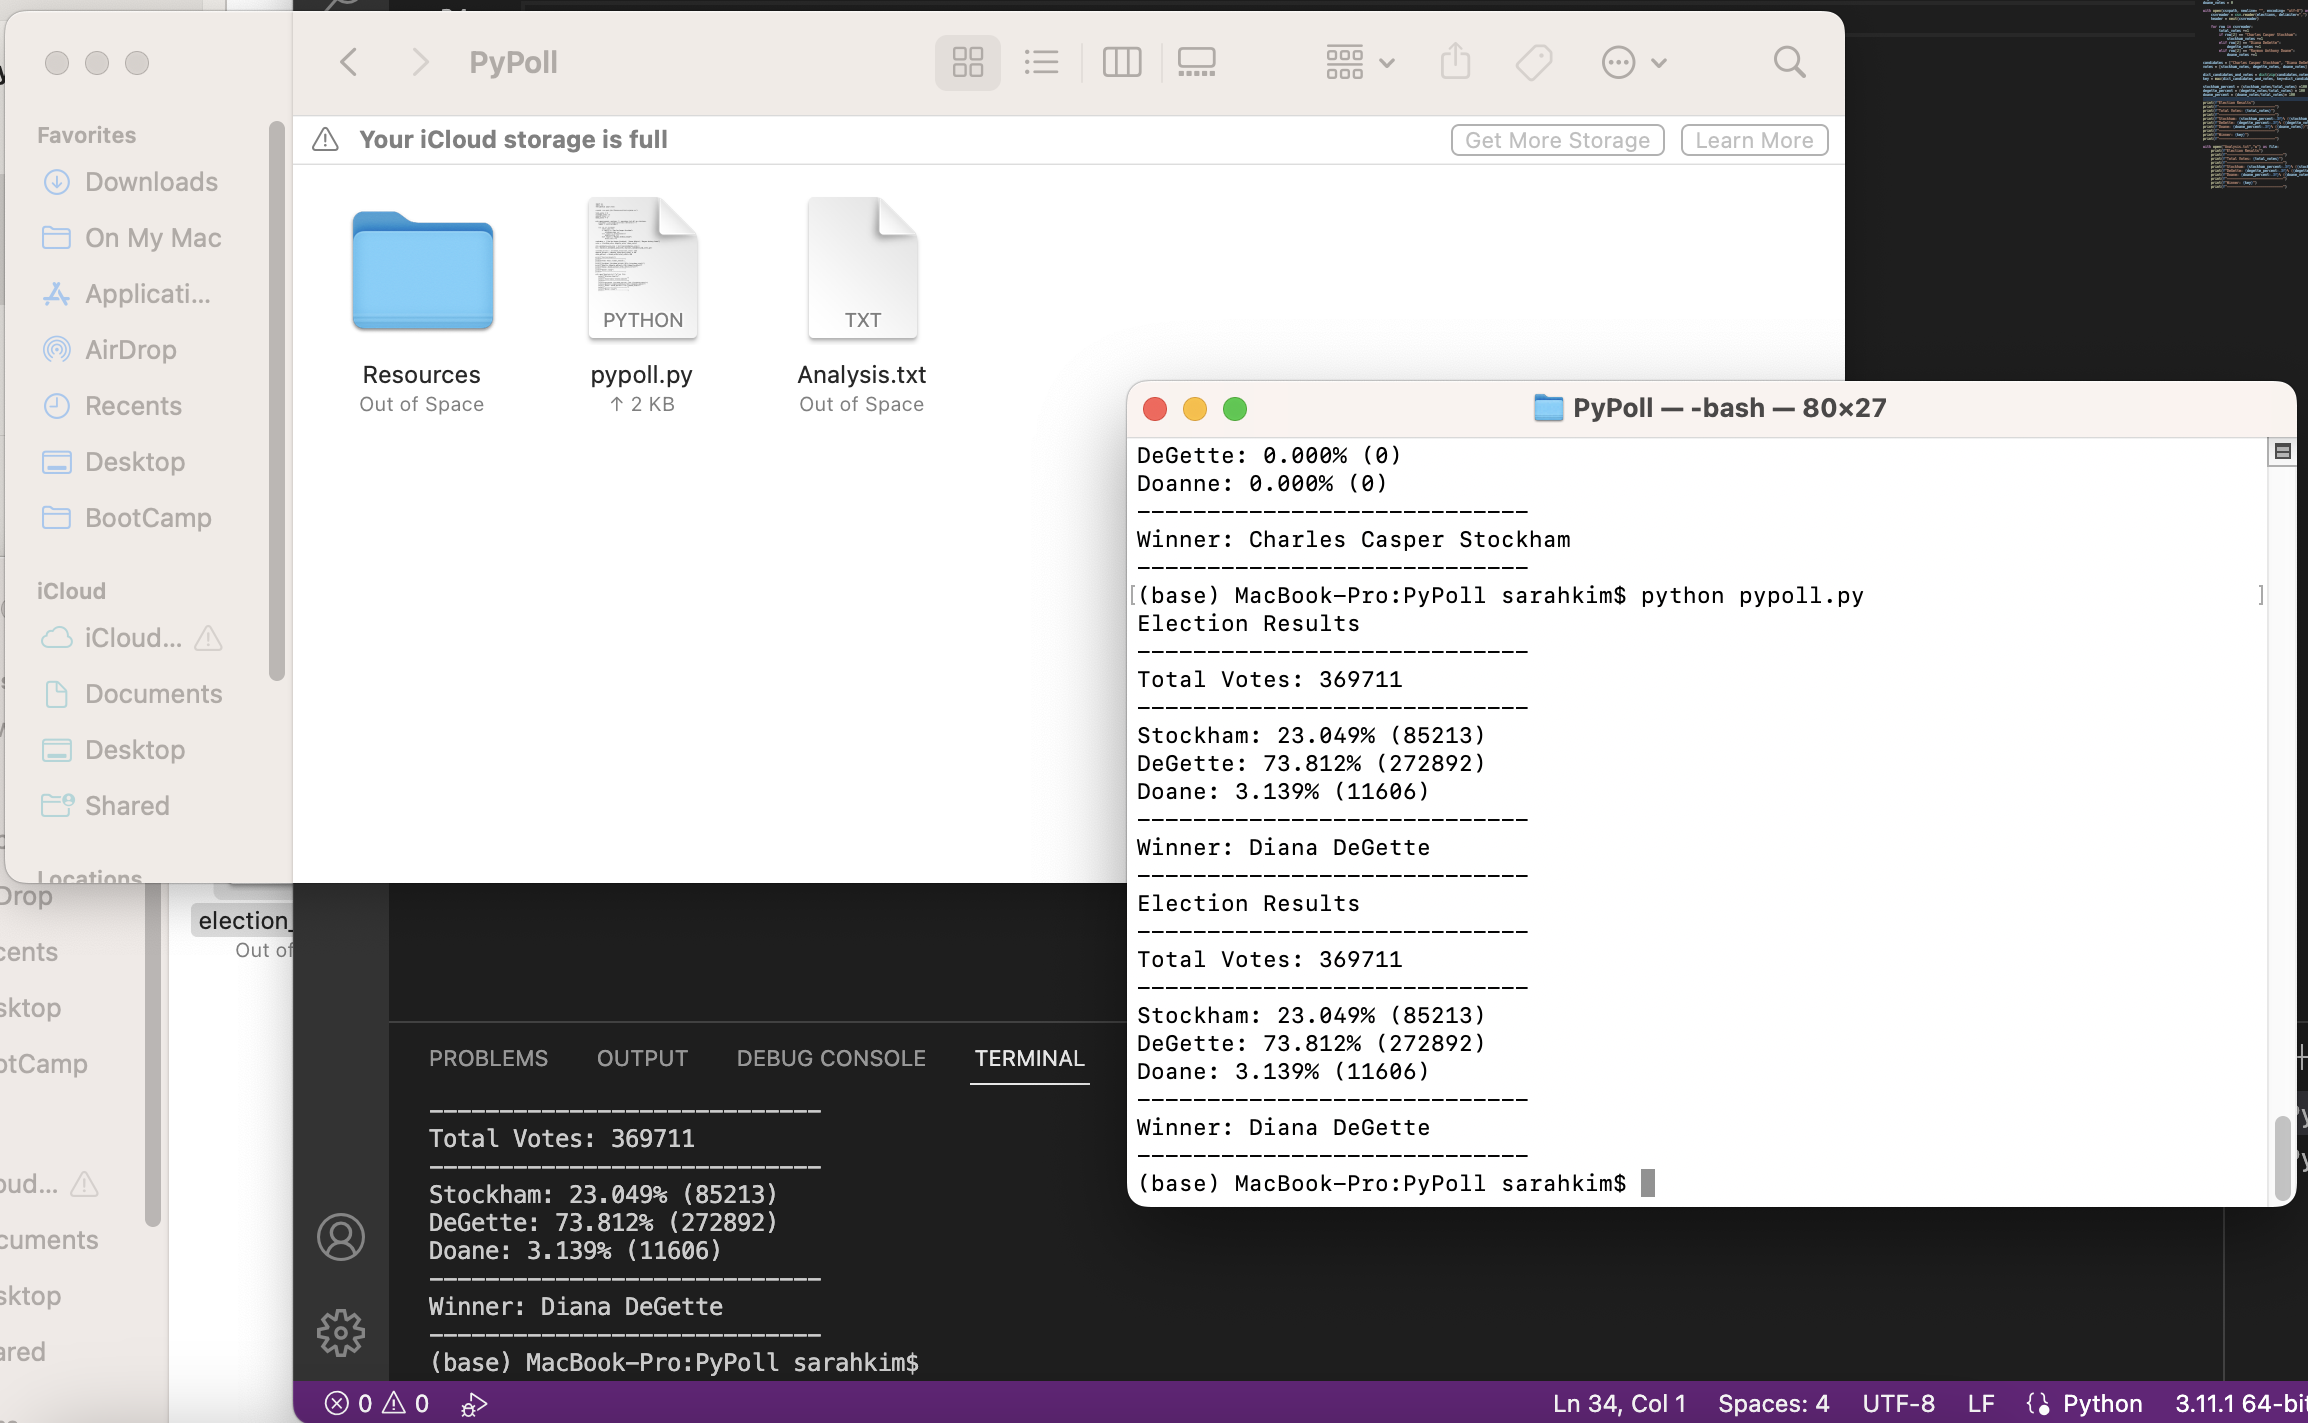 PyPoll
Your iCloud storage is full
Get More Storage
Learn More
Favorites
Downloads
On My Mac
Applicati...
AirDrop
Recents
Desktop
BootCamp
iCloud
iCloud...
Documents
Desktop
Shared
Locations
PYTHON
TXT
Resources
Out of Space
pypoll.py
↑ 2 KB
Analysis.txt
Out of Space
PyPoll — -bash — 80×27
DeGette: 0.000% (0)
Doanne: 0.000% (0)
----------------------------
Winner: Charles Casper Stockham
----------------------------
[(base) MacBook-Pro:PyPoll sarahkim$ python pypoll.py ]
Election Results
----------------------------
Total Votes: 369711
----------------------------
Stockham: 23.049% (85213)
DeGette: 73.812% (272892)
Doane: 3.139% (11606)
----------------------------
Winner: Diana DeGette
----------------------------
Election Results
----------------------------
Total Votes: 369711
----------------------------
Stockham: 23.049% (85213)
DeGette: 73.812% (272892)
Doane: 3.139% (11606)
----------------------------
Winner: Diana DeGette
----------------------------
(base) MacBook-Pro:PyPoll sarahkim$
Drop
cents
sktop
otCamp
oud...
cuments
sktop
ared
election_
Out of
PROBLEMS
OUTPUT
DEBUG CONSOLE
TERMINAL
----------------------------
Total Votes: 369711
----------------------------
Stockham: 23.049% (85213)
DeGette: 73.812% (272892)
Doane: 3.139% (11606)
----------------------------
Winner: Diana DeGette
----------------------------
(base) MacBook-Pro:PyPoll sarahkim$
0 0
Ln 34, Col 1
Spaces: 4
UTF-8
LF
Python
3.11.1 64-bit